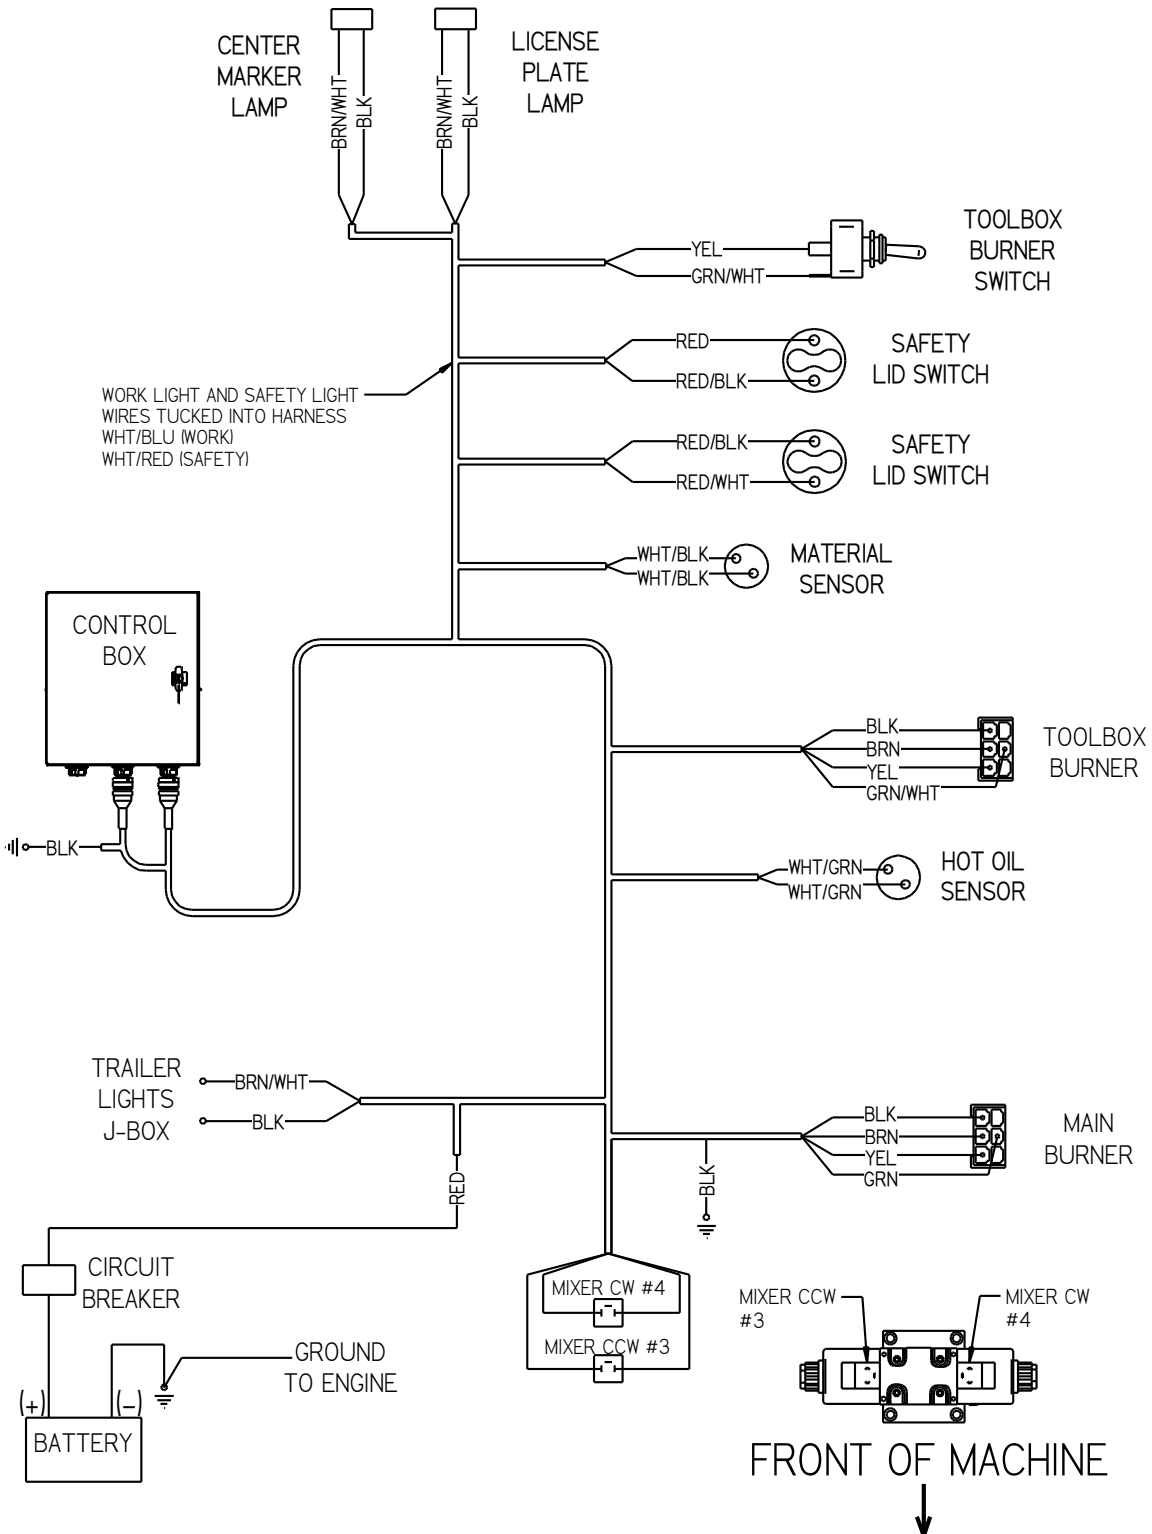 CENTER
MARKER
LAMP
BRN/WHT
BLK
BRN/WHT
BLK
LICENSE
PLATE
LAMP
YEL
GRN/WHT
TOOLBOX
BURNER
SWITCH
RED
RED/BLK
SAFETY
LID SWITCH
WORK LIGHT AND SAFETY LIGHT
WIRES TUCKED INTO HARNESS
WHT/BLU (WORK)
WHT/RED (SAFETY)
RED/BLK
RED/WHT
SAFETY
LID SWITCH
WHT/BLK
WHT/BLK
MATERIAL
SENSOR
CONTROL
BOX
BLK
BLK
BRN
YEL
GRN/WHT
TOOLBOX
BURNER
WHT/GRN
WHT/GRN
HOT OIL
SENSOR
TRAILER
LIGHTS
J-BOX
BRN/WHT
BLK
RED
BLK
BRN
YEL
GRN
MAIN
BURNER
BLK
CIRCUIT
BREAKER
MIXER CW #4
MIXER CCW #3
MIXER CCW
#3
MIXER CW
#4
GROUND
TO ENGINE
(+)
(-)
BATTERY
FRONT OF MACHINE